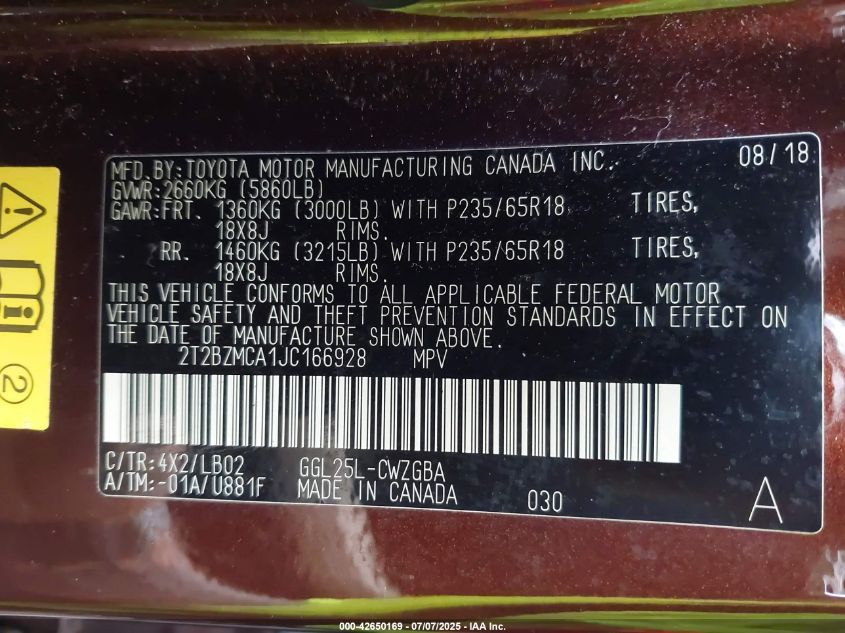 MFD.BY:TOYOTA MOTOR MANUFACTURING CANADA INC. 08/18
GVWR:2660KG (5860LB)
GAWR:FRT. 1360KG (3000LB) WITH P235/65R18 TIRES,
18X8J RIMS.
RR. 1460KG (3215LB) WITH P235/65R18 TIRES,
18X8J RIMS.
THIS VEHICLE CONFORMS TO ALL APPLICABLE FEDERAL MOTOR
VEHICLE SAFETY AND THEFT PREVENTION STANDARDS IN EFFECT ON
THE DATE OF MANUFACTURE SHOWN ABOVE.
2T2BZMCA1JC166928 MPV
C/TR:4X2/LB02 GGL25L-CWZGBA
A/TM:-01A/U881F MADE IN CANADA 030 A
2
000-42650169 - 07/07/2025 - IAA Inc.